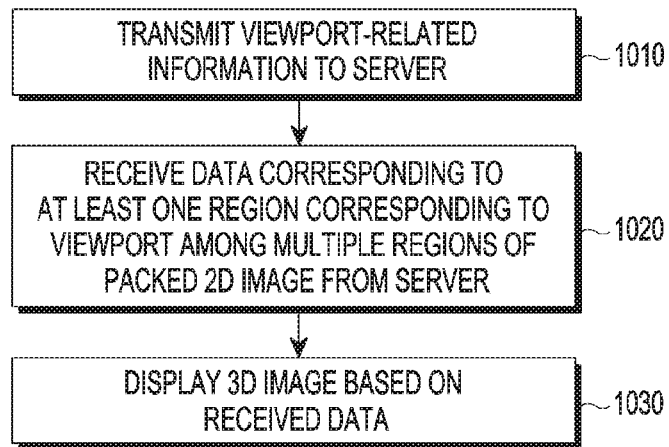 TRANSMIT VIEWPORT-RELATED
INFORMATION TO SERVER
1010
RECEIVE DATA CORRESPONDING TO
AT LEAST ONE REGION CORRESPONDING TO
VIEWPORT AMONG MULTIPLE REGIONS OF
PACKED 2D IMAGE FROM SERVER
1020
DISPLAY 3D IMAGE BASED ON
RECEIVED DATA
1030